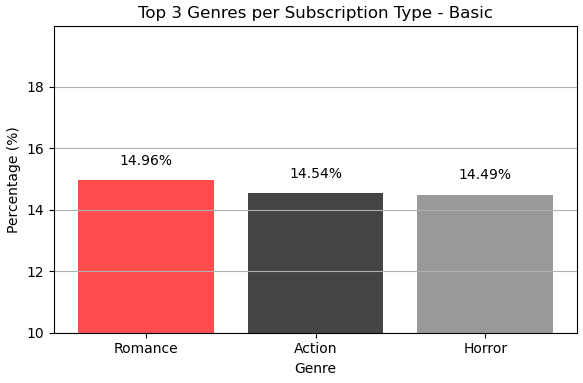 Top 3 Genres per Subscription Type - Basic
Percentage (%)
18
16
14
12
10
14.96%
14.54%
14.49%
Romance
Action
Horror
Genre